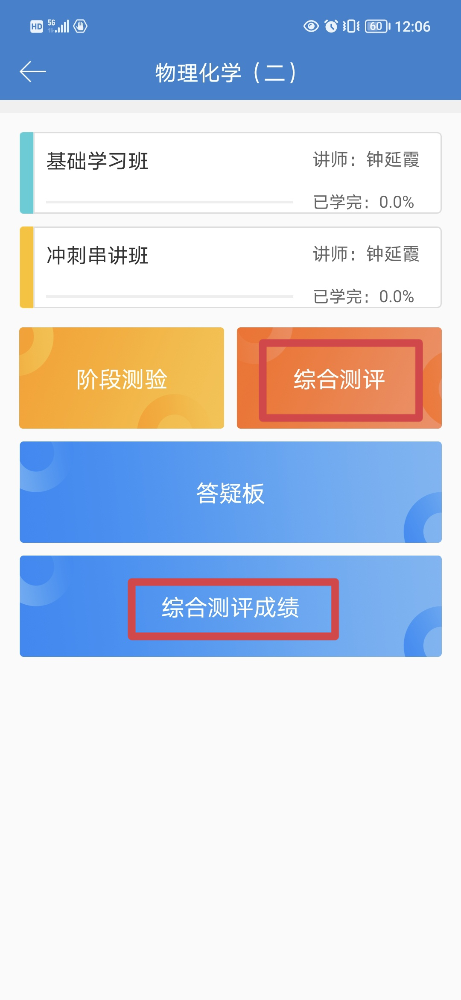 HD 5G 60 12:06
物理化学（二）
基础学习班 讲师：钟延霞
已学完：0.0%
冲刺串讲班 讲师：钟延霞
已学完：0.0%
阶段测验 综合测评
答疑板
综合测评成绩